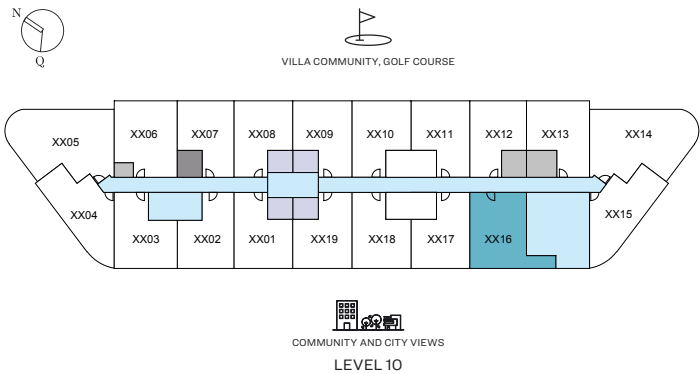 N
Q
VILLA COMMUNITY, GOLF COURSE
XX05
XX06
XX07
XX08
XX09
XX10
XX11
XX12
XX13
XX14
XX04
XX03
XX02
XX01
XX19
XX18
XX17
XX16
XX15
COMMUNITY AND CITY VIEWS
LEVEL 10